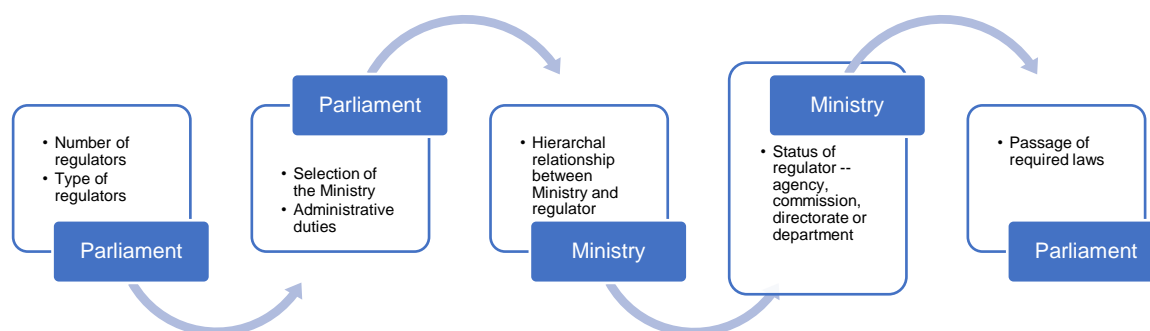 • Number of
regulators
• Type of
regulators
Parliament
Parliament
• Selection of
the Ministry
• Administrative
duties
• Hierarchal
relationship
between
Ministry and
regulator
Ministry
Ministry
• Status of
regulator --
agency,
commission,
directorate or
department
• Passage of
required laws
Parliament